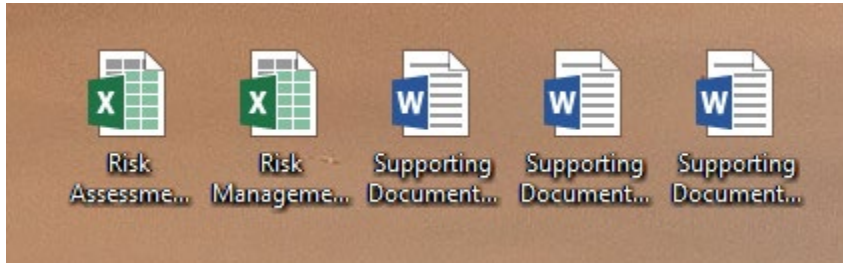 X
X
W
W
W
Risk
Assessme...
Risk
Manageme...
Supporting
Document...
Supporting
Document...
Supporting
Document...